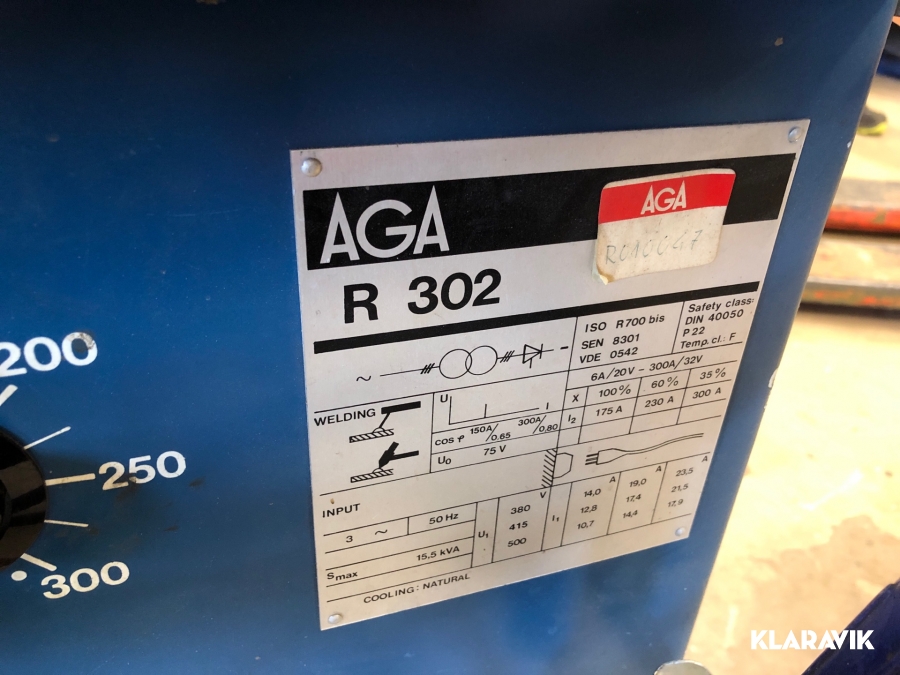 AGA
AGA
R 302
ISO R700 bis
SEN 8301
VDE 0542
Safety class:
DIN 40050
P 22
Temp. cl.: F
6A/20V - 300A/32V
X 100% 60% 35%
I2 175 A 230 A 300 A
WELDING
U I
cos φ 150A/0.65 300A/0.80
U0 75 V
INPUT
3 ~ 50 Hz
Smax 15,5 kVA
U1 V 380 415 500
I1 A 14,0 12,8 10,7
A 19,0 17,4 14,4
A 23,5 21,5 17,9
COOLING: NATURAL
200
250
300
KLARAVIK